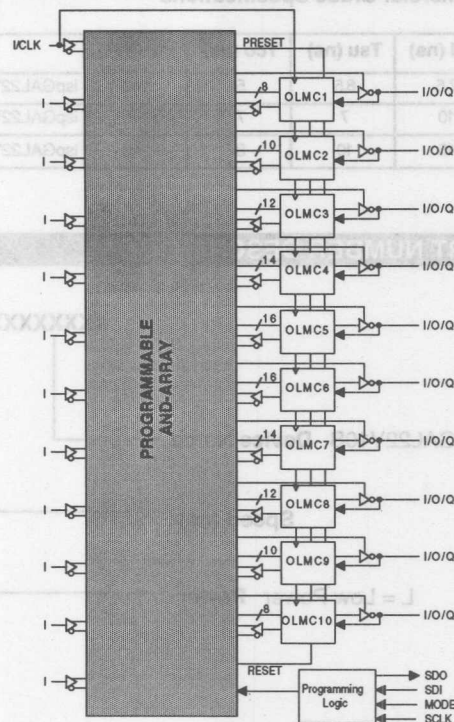 I/CLK
PRESET
8
OLMC1
I/O/Q
I
10
OLMC2
I/O/Q
I
12
OLMC3
I/O/Q
I
14
OLMC4
I/O/Q
I
16
OLMC5
I/O/Q
I
PROGRAMMABLE
AND-ARRAY
16
OLMC6
I/O/Q
I
14
OLMC7
I/O/Q
I
12
OLMC8
I/O/Q
I
10
OLMC9
I/O/Q
I
8
OLMC10
I/O/Q
I
RESET
I
Programming
Logic
SDO
SDI
MODE
SCLK